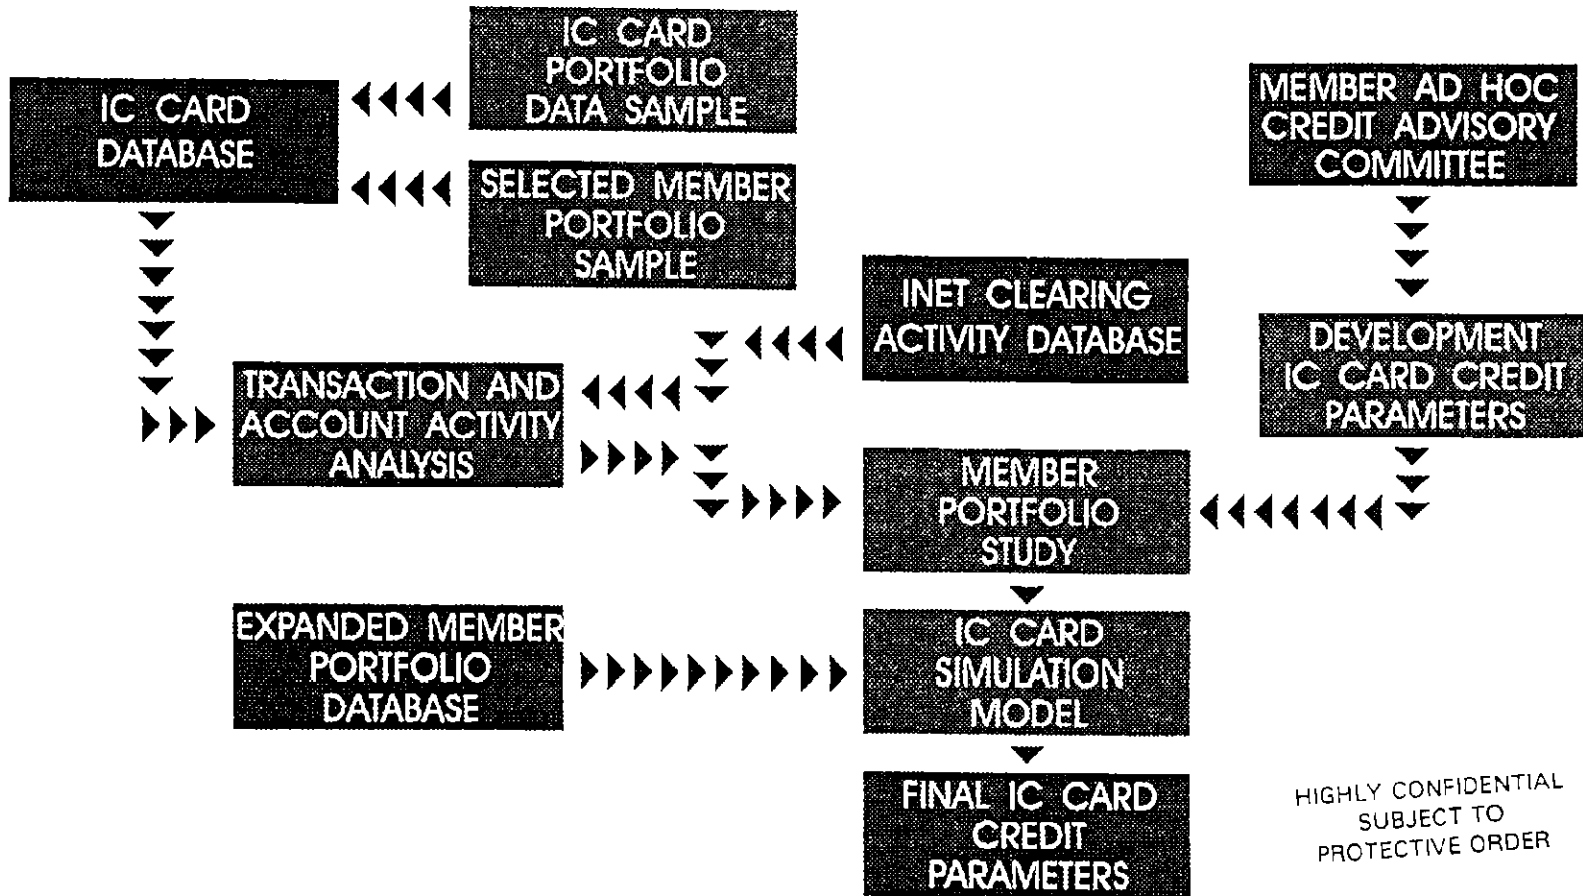 IC CARD
PORTFOLIO
DATA SAMPLE
IC CARD
DATABASE
MEMBER AD HOC
CREDIT ADVISORY
COMMITTEE
SELECTED MEMBER
PORTFOLIO
SAMPLE
INET CLEARING
ACTIVITY DATABASE
DEVELOPMENT
IC CARD CREDIT
PARAMETERS
TRANSACTION AND
ACCOUNT ACTIVITY
ANALYSIS
MEMBER
PORTFOLIO
STUDY
EXPANDED MEMBER
PORTFOLIO
DATABASE
IC CARD
SIMULATION
MODEL
FINAL IC CARD
CREDIT
PARAMETERS
HIGHLY CONFIDENTIAL
SUBJECT TO
PROTECTIVE ORDER